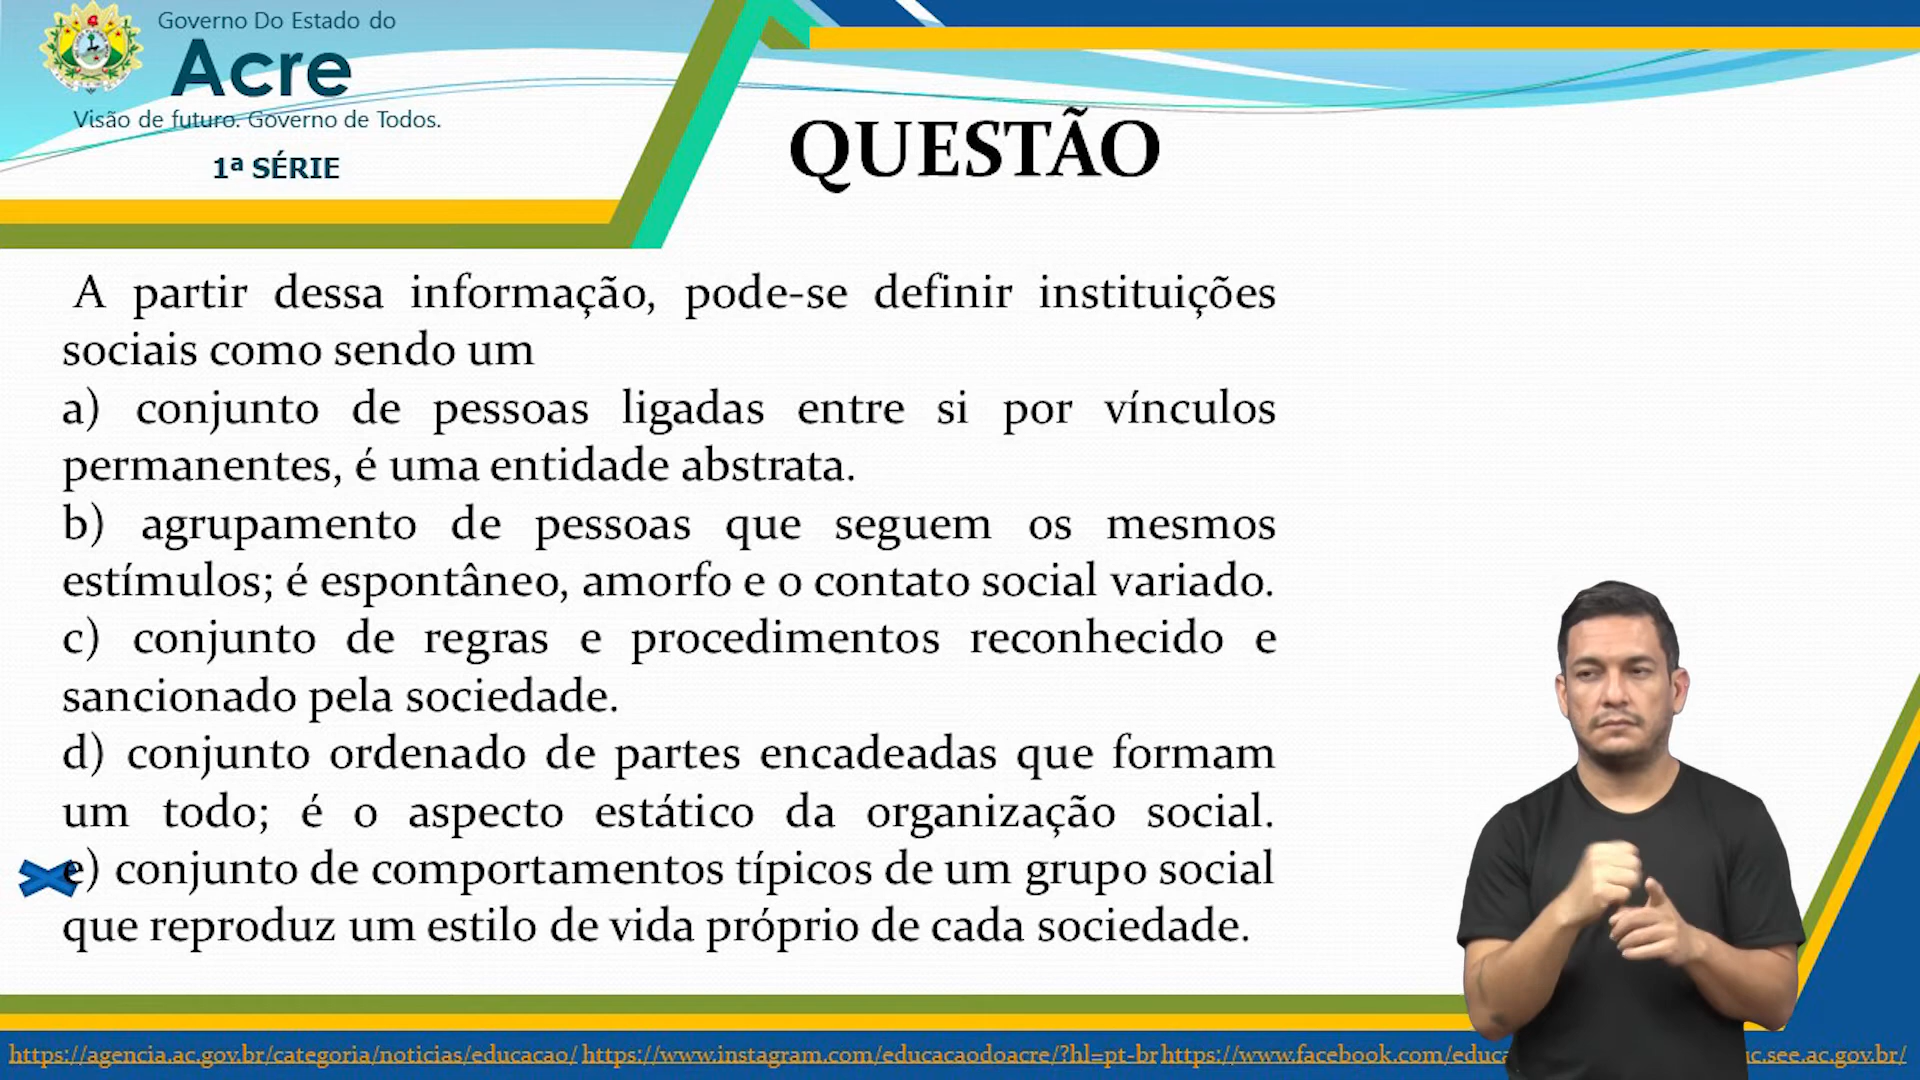 Governo Do Estado do
Acre
Visão de futuro. Governo de Todos.
1ª SÉRIE
QUESTÃO
A partir dessa informação, pode-se definir instituições
sociais como sendo um
a) conjunto de pessoas ligadas entre si por vínculos
permanentes, é uma entidade abstrata.
b) agrupamento de pessoas que seguem os mesmos
estímulos; é espontâneo, amorfo e o contato social variado.
c) conjunto de regras e procedimentos reconhecido e
sancionado pela sociedade.
d) conjunto ordenado de partes encadeadas que formam
um todo; é o aspecto estático da organização social.
e) conjunto de comportamentos típicos de um grupo social
que reproduz um estilo de vida próprio de cada sociedade.
https://agencia.ac.gov.br/categoria/noticias/educacao/ https://www.instagram.com/educacaodoacre/?hl=pt-br https://www.facebook.com/educ .see.ac.gov.br/